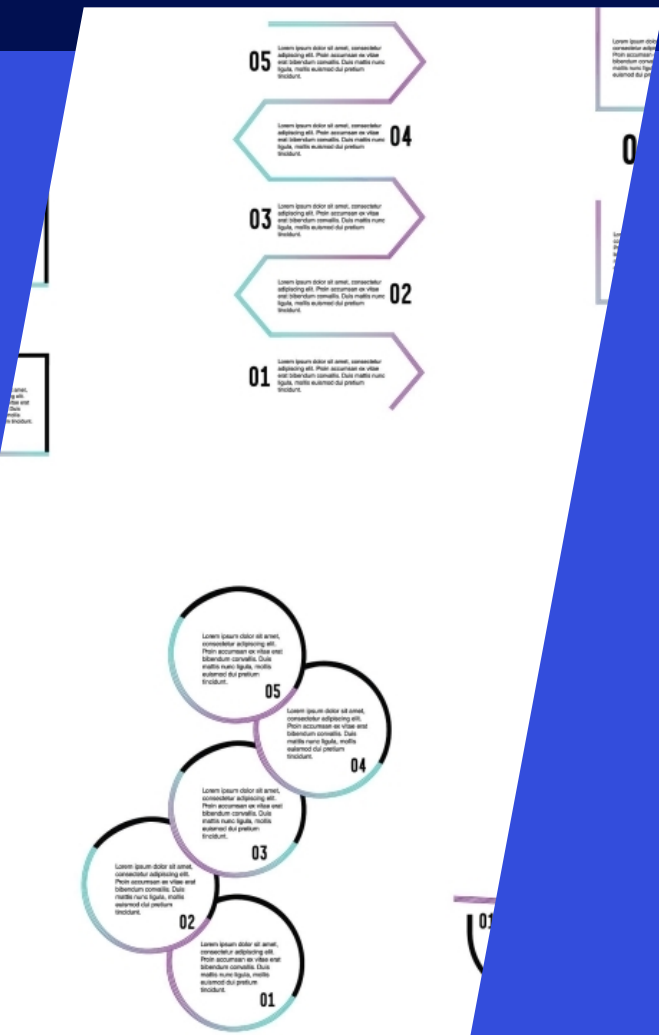 05
Lorem ipsum dolor sit amet, consectetur
adipiscing elit. Proin accumsan ex vitae
erat bibendum convallis. Duis mattis nunc
ligula, mollis euismod dui pretium
tincidunt.
Lorem ipsum dolor sit amet, consectetur
adipiscing elit. Proin accumsan ex vitae
erat bibendum convallis. Duis mattis nunc
ligula, mollis euismod dui pretium
tincidunt.
04
03
Lorem ipsum dolor sit amet, consectetur
adipiscing elit. Proin accumsan ex vitae
erat bibendum convallis. Duis mattis nunc
ligula, mollis euismod dui pretium
tincidunt.
Lorem ipsum dolor sit amet, consectetur
adipiscing elit. Proin accumsan ex vitae
erat bibendum convallis. Duis mattis nunc
ligula, mollis euismod dui pretium
tincidunt.
02
01
Lorem ipsum dolor sit amet, consectetur
adipiscing elit. Proin accumsan ex vitae
erat bibendum convallis. Duis mattis nunc
ligula, mollis euismod dui pretium
tincidunt.
Lorem ipsum
Lorem ipsum dolor sit amet,
consectetur adipiscing elit.
Proin accumsan ex vitae erat
bibendum convallis. Duis
mattis nunc ligula, mollis
euismod dui pretium
tincidunt.
05
Lorem ipsum dolor sit amet,
consectetur adipiscing elit.
Proin accumsan ex vitae erat
bibendum convallis. Duis
mattis nunc ligula, mollis
euismod dui pretium
tincidunt.
04
Lorem ipsum dolor sit amet,
consectetur adipiscing elit.
Proin accumsan ex vitae erat
bibendum convallis. Duis
mattis nunc ligula, mollis
euismod dui pretium
tincidunt.
03
Lorem ipsum dolor sit amet,
consectetur adipiscing elit.
Proin accumsan ex vitae erat
bibendum convallis. Duis
mattis nunc ligula, mollis
euismod dui pretium
tincidunt.
02
Lorem ipsum dolor sit amet,
consectetur adipiscing elit.
Proin accumsan ex vitae erat
bibendum convallis. Duis
mattis nunc ligula, mollis
euismod dui pretium
tincidunt.
01
01